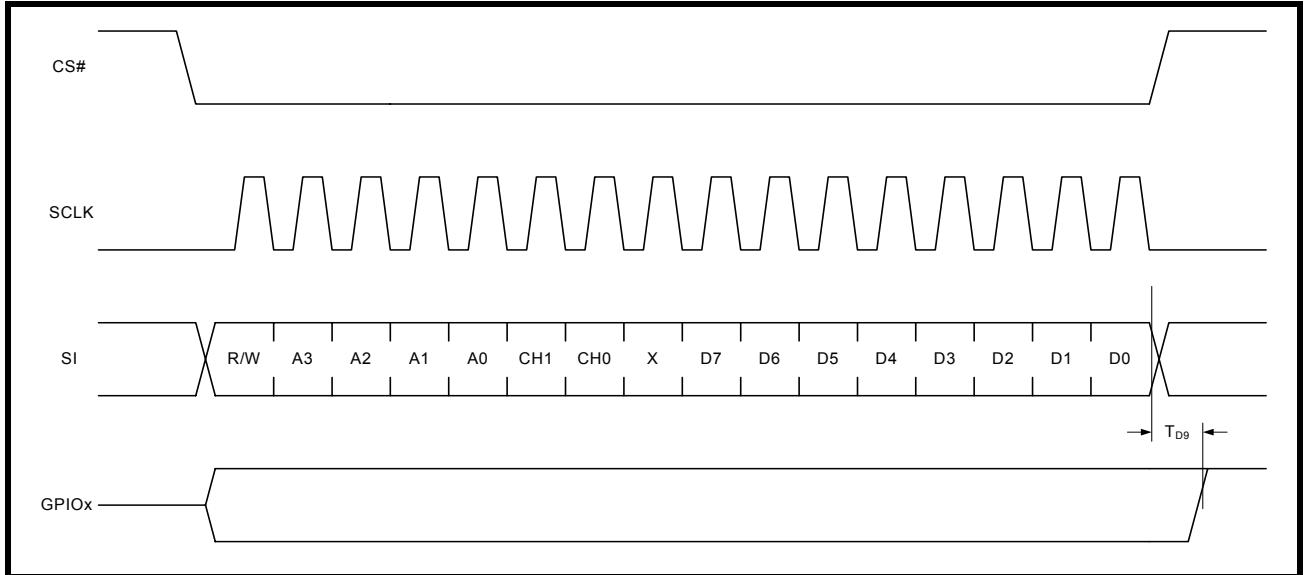 CS#
SCLK
SI R/W A3 A2 A1 A0 CH1 CH0 X D7 D6 D5 D4 D3 D2 D1 D0
TD9
GPIOx